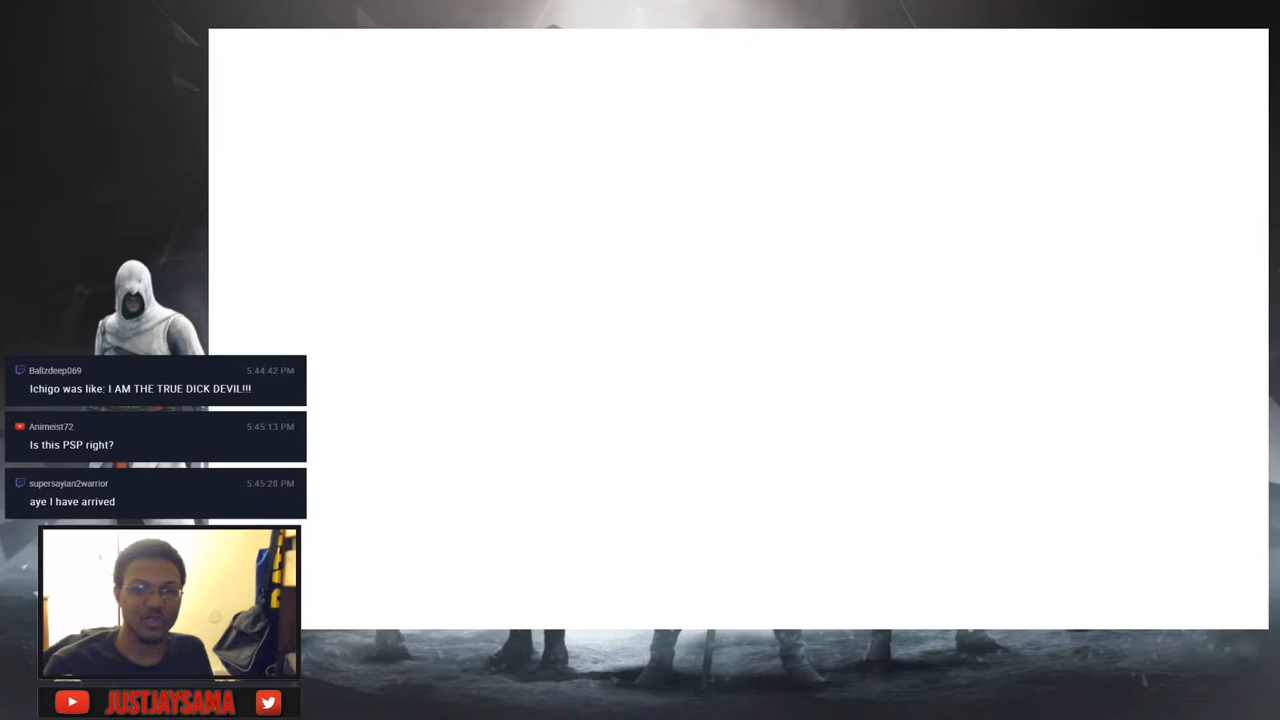 Ballzdeep069 5:44:42 PM
Ichigo was like: I AM THE TRUE DICK DEVIL!!!
Animeist72 5:45:13 PM
Is this PSP right?
supersayian2warrior 5:45:28 PM
aye I have arrived
JUSTJAYSAMA